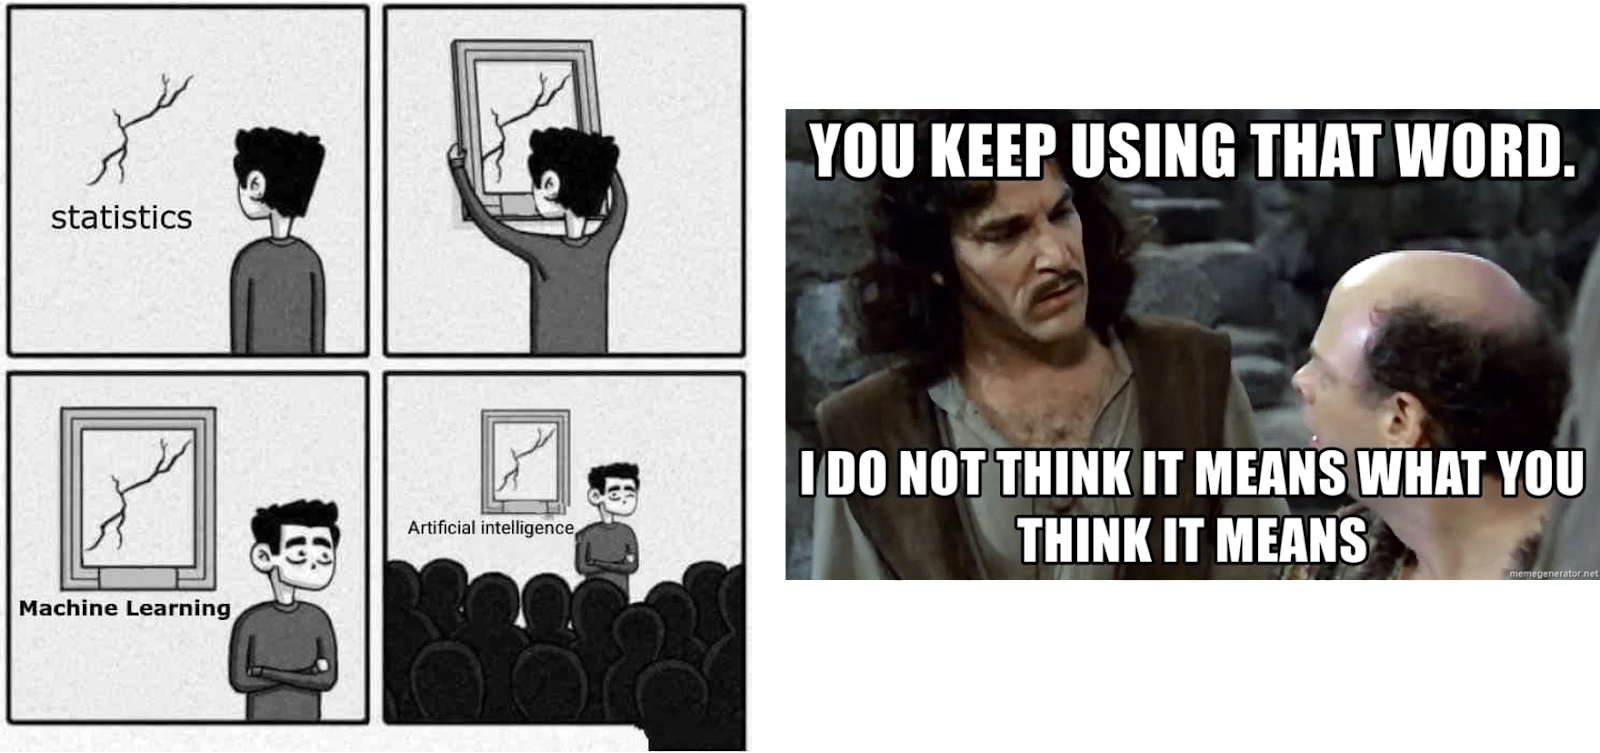 statistics
Machine Learning
Artificial intelligence
YOU KEEP USING THAT WORD.
I DO NOT THINK IT MEANS WHAT YOU
THINK IT MEANS
memegenerator.net